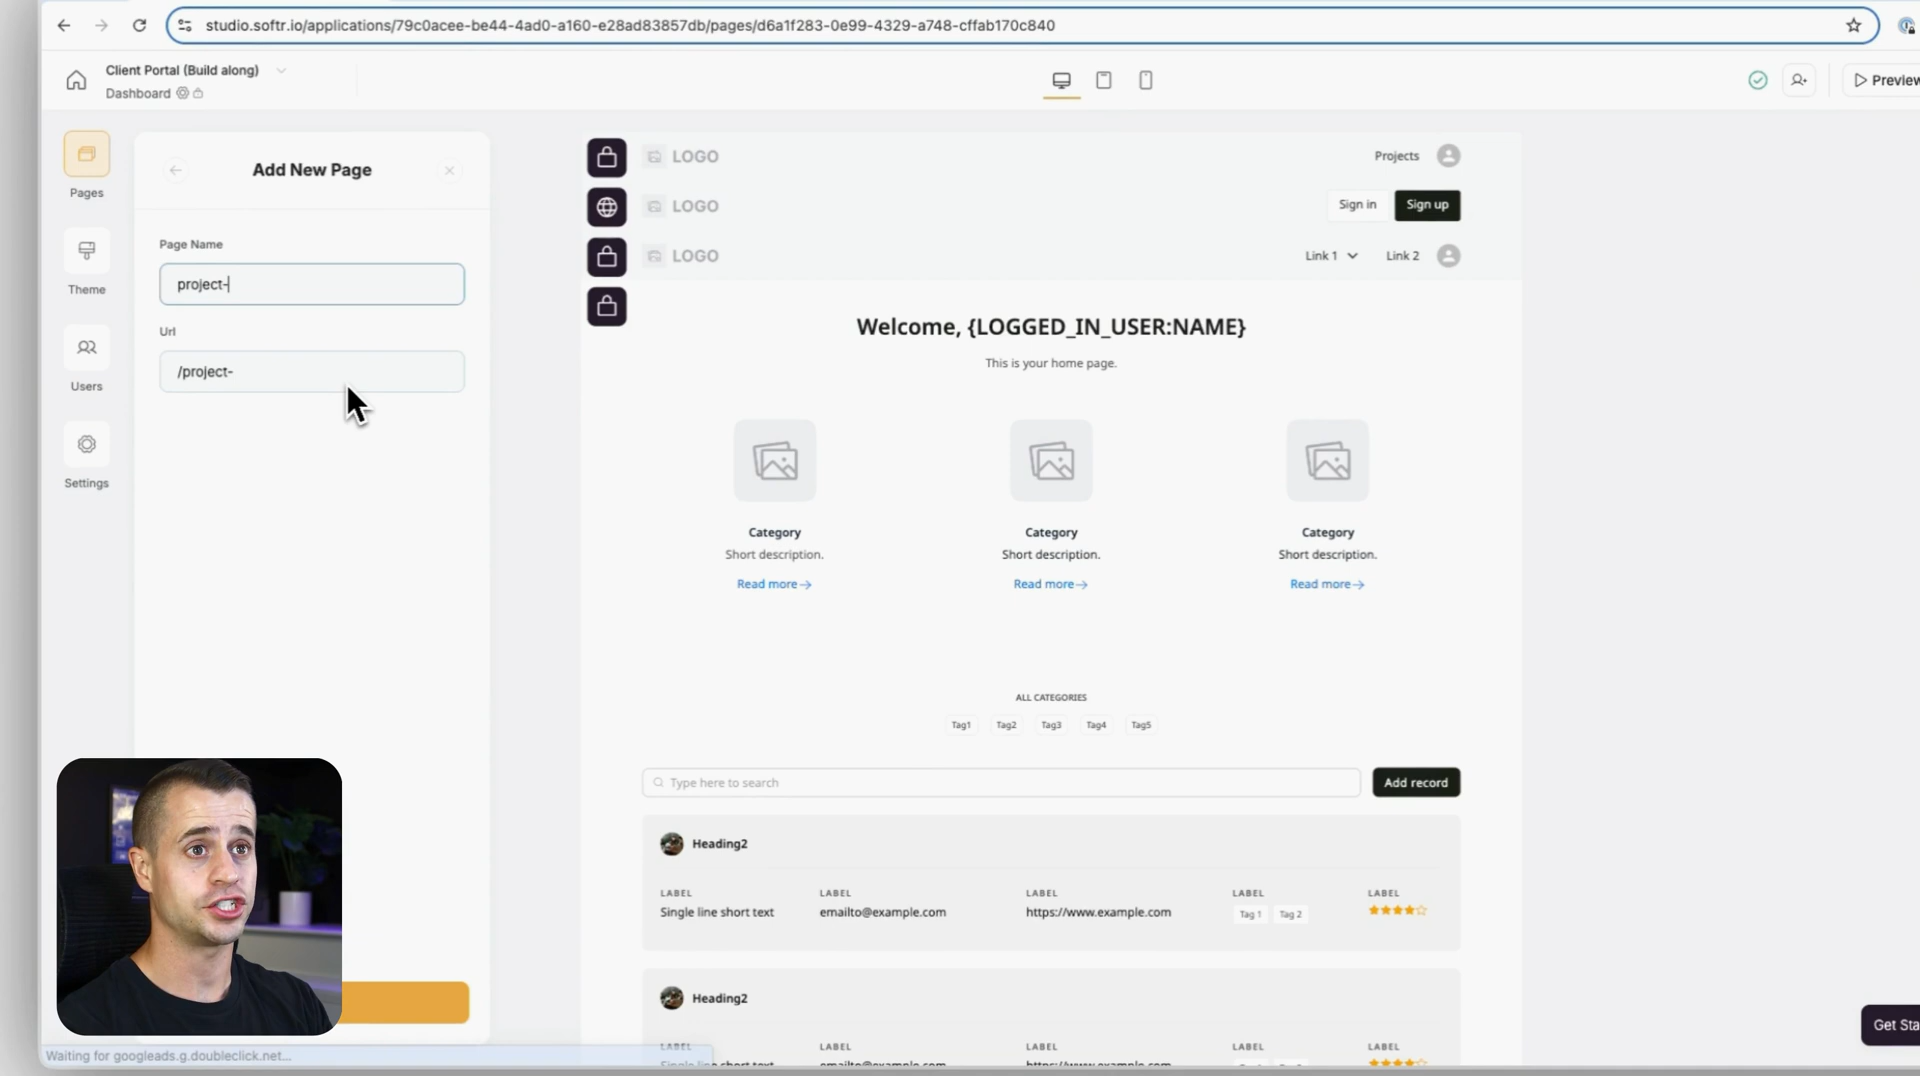 studio.softr.io/applications/79c0acee-be44-4ad0-a160-e28ad83857db/pages/d6a1f283-0e99-4329-a748-cffab170c840
Client Portal (Build along)
Dashboard
Preview
Pages
Theme
Users
Settings
Add New Page
Page Name
project-
Url
/project-
LOGO
Projects
LOGO
Sign in
Sign up
LOGO
Link 1
Link 2
Welcome, {LOGGED_IN_USER:NAME}
This is your home page.
Category
Short description.
Read more
Category
Short description.
Read more
Category
Short description.
Read more
ALL CATEGORIES
Tag1 Tag2 Tag3 Tag4 Tag5
Type here to search
Add record
Heading2
LABEL LABEL LABEL LABEL LABEL
Single line short text emailto@example.com https://www.example.com Tag 1 Tag 2
Heading2
LABEL LABEL LABEL LABEL LABEL
Get Sta
Waiting for googleads.g.doubleclick.net...